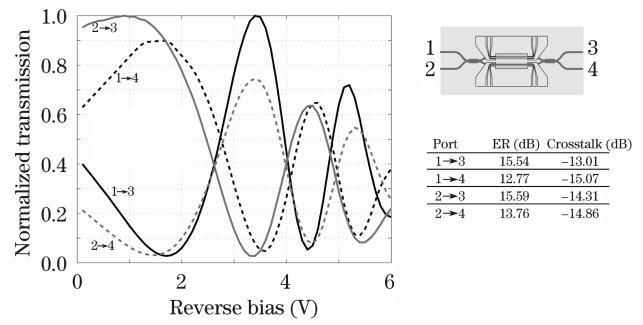 Normalized transmission
1.0
0.8
0.6
0.4
0.2
0.0
0
2
4
6
Reverse bias (V)
2→3
1→4
1→3
2→4
1
2
3
4
Port ER (dB) Crosstalk (dB)
1→3 15.54 −13.01
1→4 12.77 −15.07
2→3 15.59 −14.31
2→4 13.76 −14.86